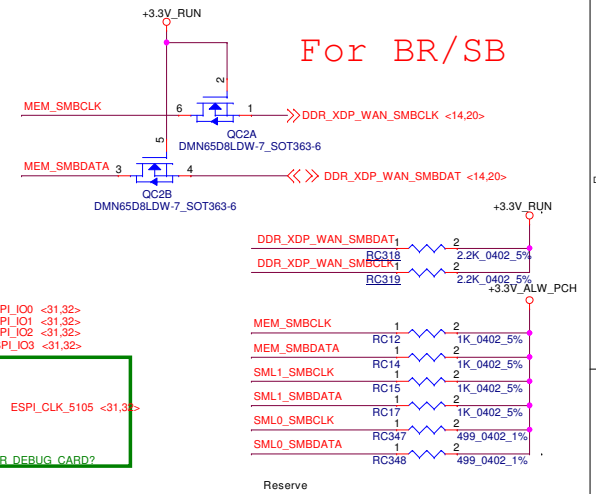 +3.3V_RUN
For BR/SB
2
MEM_SMBCLK 6 1 DDR_XDP_WAN_SMBCLK <14,20>
QC2A
DMN65D8LDW-7_SOT363-6
5
MEM_SMBDATA 3 4 DDR_XDP_WAN_SMBDAT <14,20>
QC2B
DMN65D8LDW-7_SOT363-6
+3.3V_RUN
DDR_XDP_WAN_SMBDAT 1 2
RC318 2.2K_0402_5%
DDR_XDP_WAN_SMBCLK 1 2
RC319 2.2K_0402_5%
+3.3V_ALW_PCH
PI_IO0 <31,32>
PI_IO1 <31,32>
PI_IO2 <31,32>
PI_IO3 <31,32>
MEM_SMBCLK 1 2
RC12 1K_0402_5%
MEM_SMBDATA 1 2
RC14 1K_0402_5%
SML1_SMBCLK 1 2
RC15 1K_0402_5%
SML1_SMBDATA 1 2
RC17 1K_0402_5%
ESPI_CLK_5105 <31,32>
SML0_SMBCLK 1 2
RC347 499_0402_1%
SML0_SMBDATA 1 2
RC348 499_0402_1%
R DEBUG CARD?
Reserve